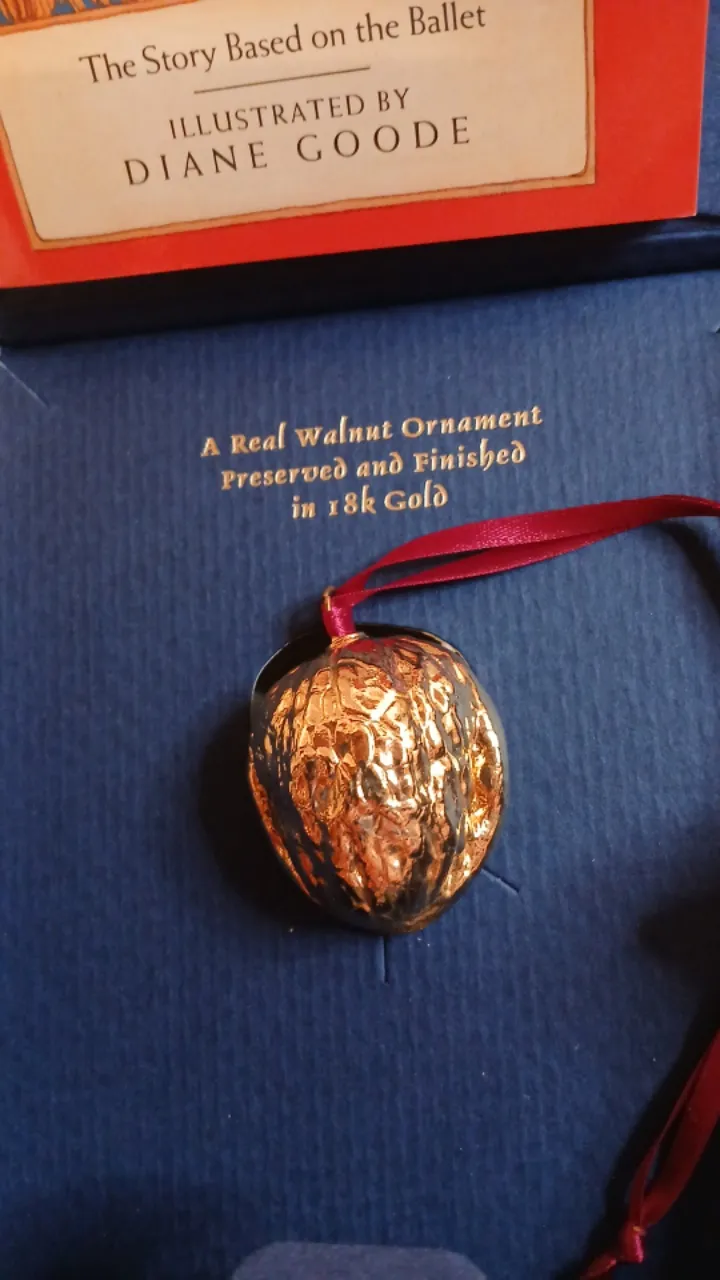 The Story Based on the Ballet
ILLUSTRATED BY
DIANE GOODE
A Real Walnut Ornament
Preserved and Finished
in 18k Gold